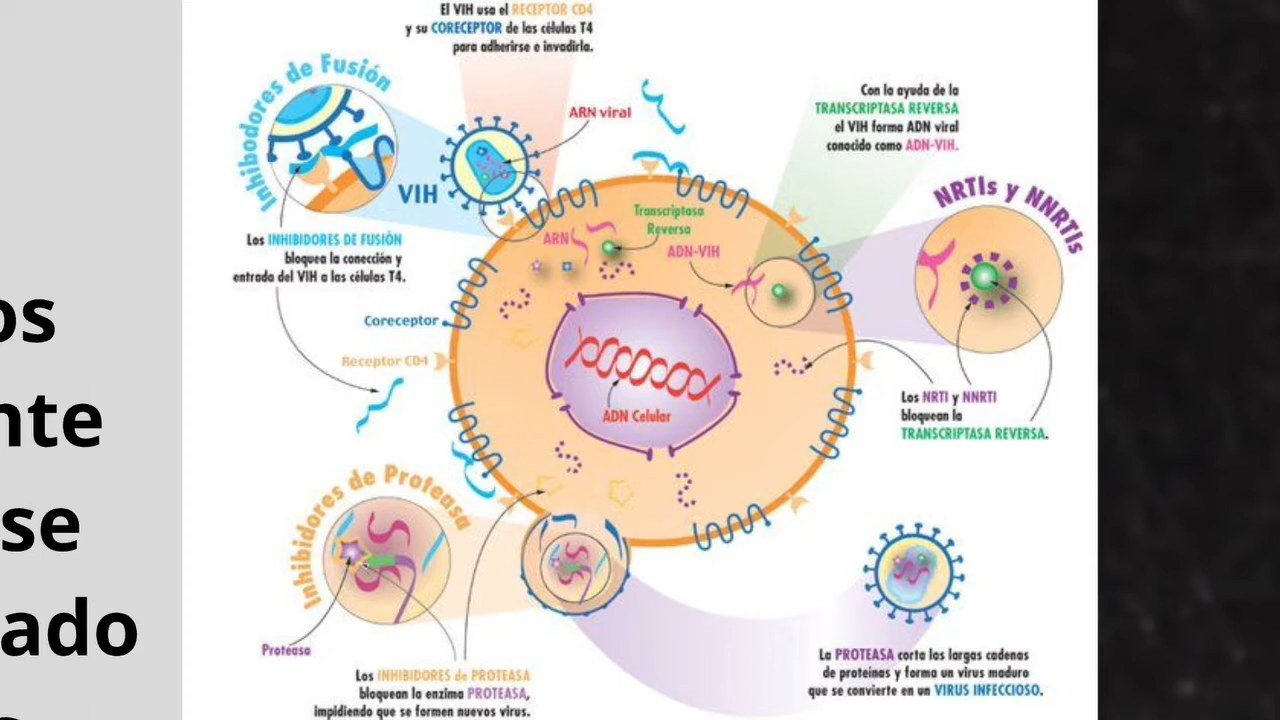 os
nte
se
ado
El VIH usa el RECEPTOR CD4
y su CORECEPTOR de las células T4
para adherirse e invadirla.
Inhibidores de Fusión
ARN viral
VIH
Con la ayuda de la
TRANSCRIPTASA REVERSA
el VIH forma ADN viral
conocido como ADN-VIH.
NRTIs y NNRTIs
Los INHIBIDORES DE FUSIÓN
bloquea la conección y
entrada del VIH a las células T4.
Transcriptasa
Reversa
ARN
ADN-VIH
Coreceptor
Receptor CD4
ADN Celular
Los NRTI y NNRTI
bloquean la
TRANSCRIPTASA REVERSA.
Inhibidores de Proteasa
Proteasa
Los INHIBIDORES de PROTEASA
bloquean la enzima PROTEASA,
impidiendo que se formen nuevos virus.
La PROTEASA corta las largas cadenas
de proteinas y forma un virus maduro
que se convierte en un VIRUS INFECCIOSO.